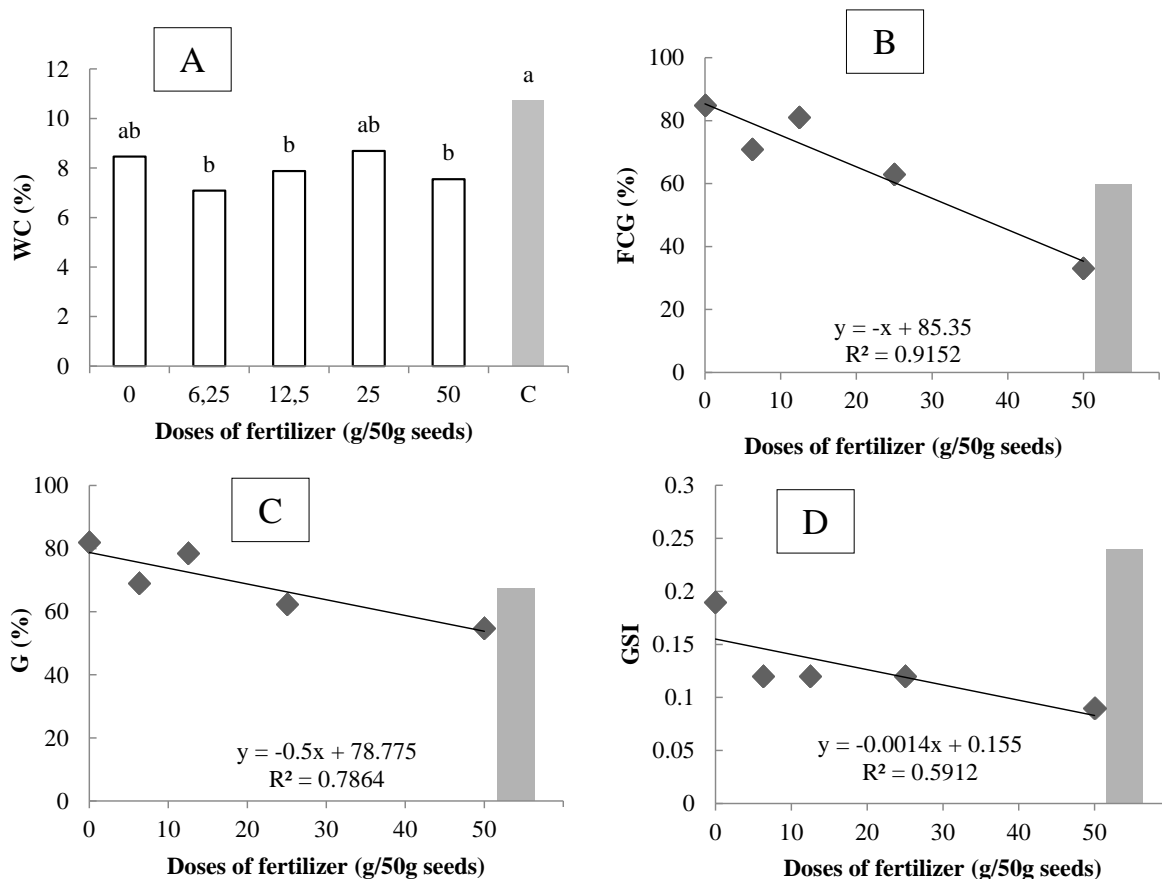 A
WC (%)
12
10
8
6
4
2
0
ab
b
b
ab
b
a
0 6,25 12,5 25 50 C
Doses of fertilizer (g/50g seeds)
B
FCG (%)
100
80
60
40
20
0
y = -x + 85.35
R² = 0.9152
0 10 20 30 40 50
Doses of fertilizer (g/50g seeds)
C
G (%)
100
80
60
40
20
0
y = -0.5x + 78.775
R² = 0.7864
0 10 20 30 40 50
Doses of fertilizer (g/50g seeds)
D
GSI
0.3
0.25
0.2
0.15
0.1
0.05
0
y = -0.0014x + 0.155
R² = 0.5912
0 10 20 30 40 50
Doses of fertilizer (g/50g seeds)